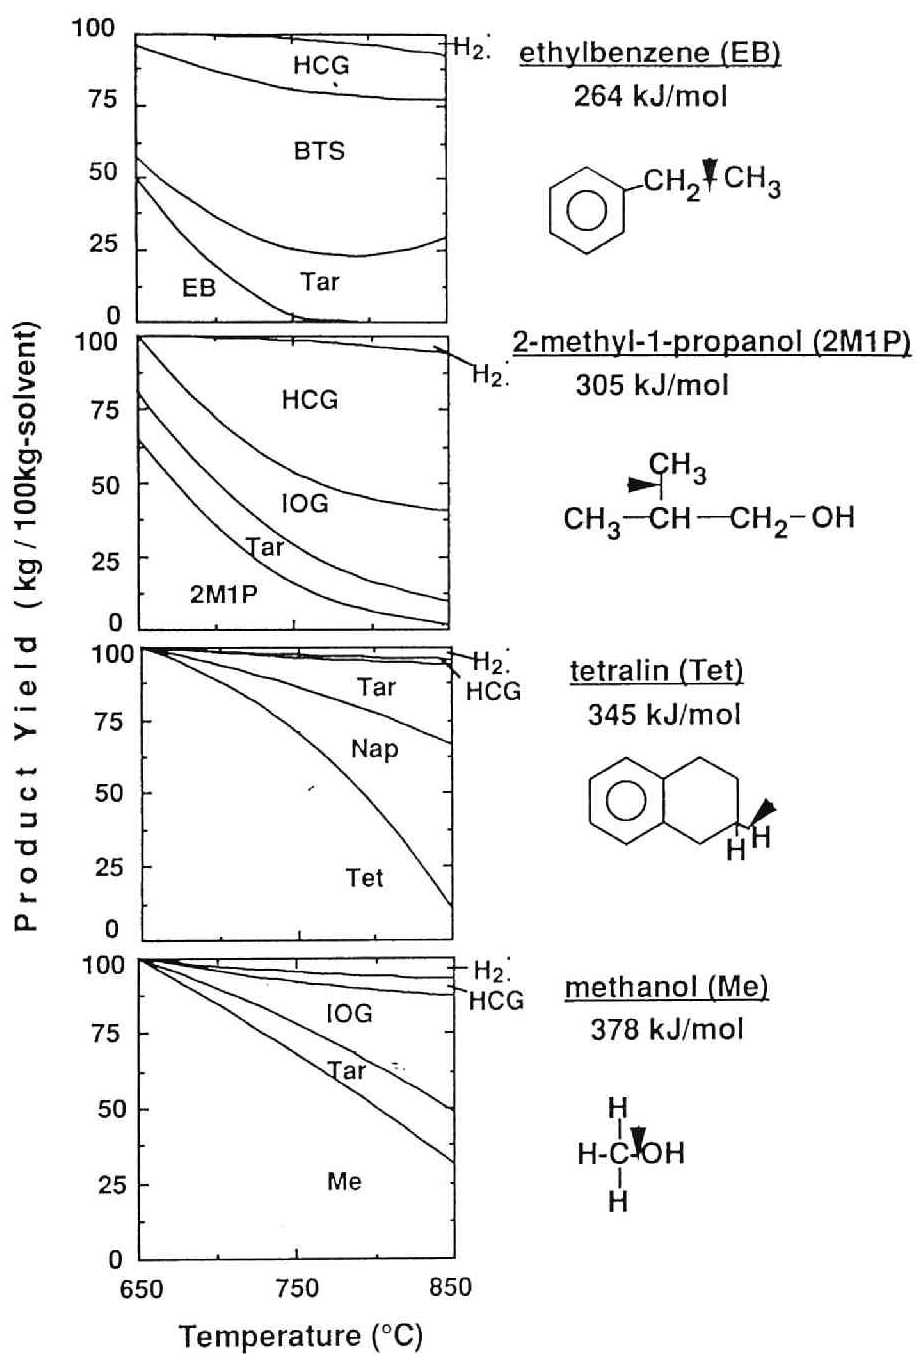 Product Yield (kg/100kg-solvent)
100
75
50
25
0
H2
HCG
BTS
Tar
EB
ethylbenzene (EB)
264 kJ/mol
CH2 CH3
100
75
50
25
0
H2
HCG
IOG
Tar
2M1P
2-methyl-1-propanol (2M1P)
305 kJ/mol
CH3
CH3—CH—CH2—OH
100
75
50
25
0
H2
HCG
Tar
Nap
Tet
tetralin (Tet)
345 kJ/mol
H H
100
75
50
25
0
H2
HCG
IOG
Tar
Me
methanol (Me)
378 kJ/mol
H
H-C-OH
H
650 750 850
Temperature (°C)